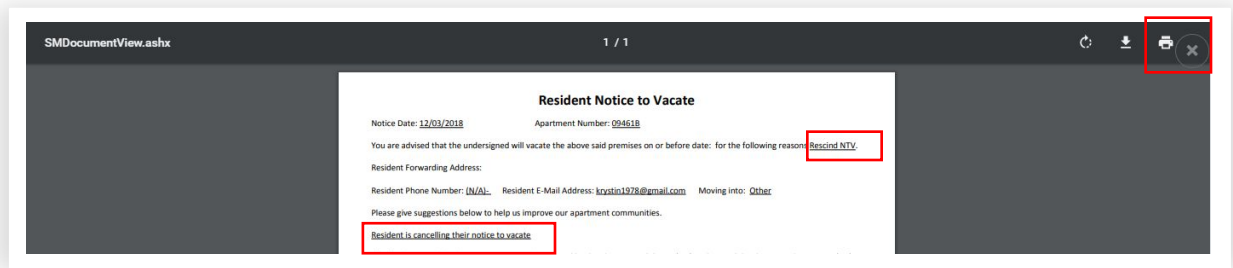 SMDocumentView.ashx 1 / 1
Resident Notice to Vacate
Notice Date: 12/03/2018 Apartment Number: 09461B
You are advised that the undersigned will vacate the above said premises on or before date: for the following reasons Rescind NTV.
Resident Forwarding Address:
Resident Phone Number: (N/A)- Resident E-Mail Address: krystin1978@gmail.com Moving into: Other
Please give suggestions below to help us improve our apartment communities.
Resident is cancelling their notice to vacate